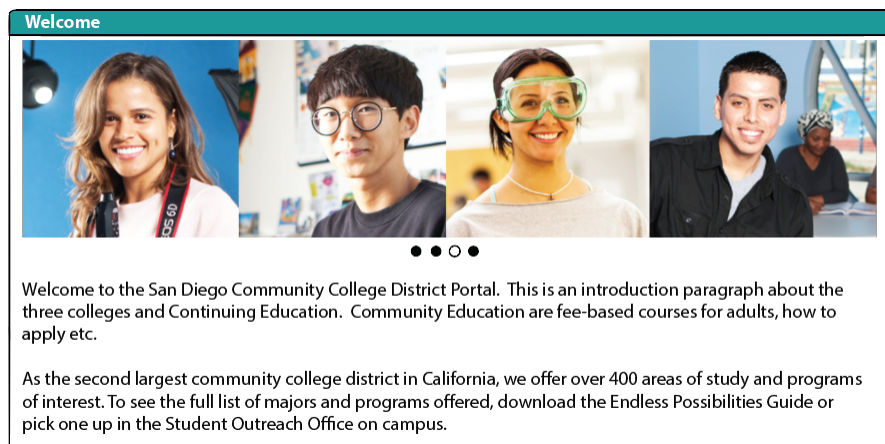 Welcome
EOS 6D
Welcome to the San Diego Community College District Portal.  This is an introduction paragraph about the
three colleges and Continuing Education.  Community Education are fee-based courses for adults, how to
apply etc.
As the second largest community college district in California, we offer over 400 areas of study and programs
of interest. To see the full list of majors and programs offered, download the Endless Possibilities Guide or
pick one up in the Student Outreach Office on campus.